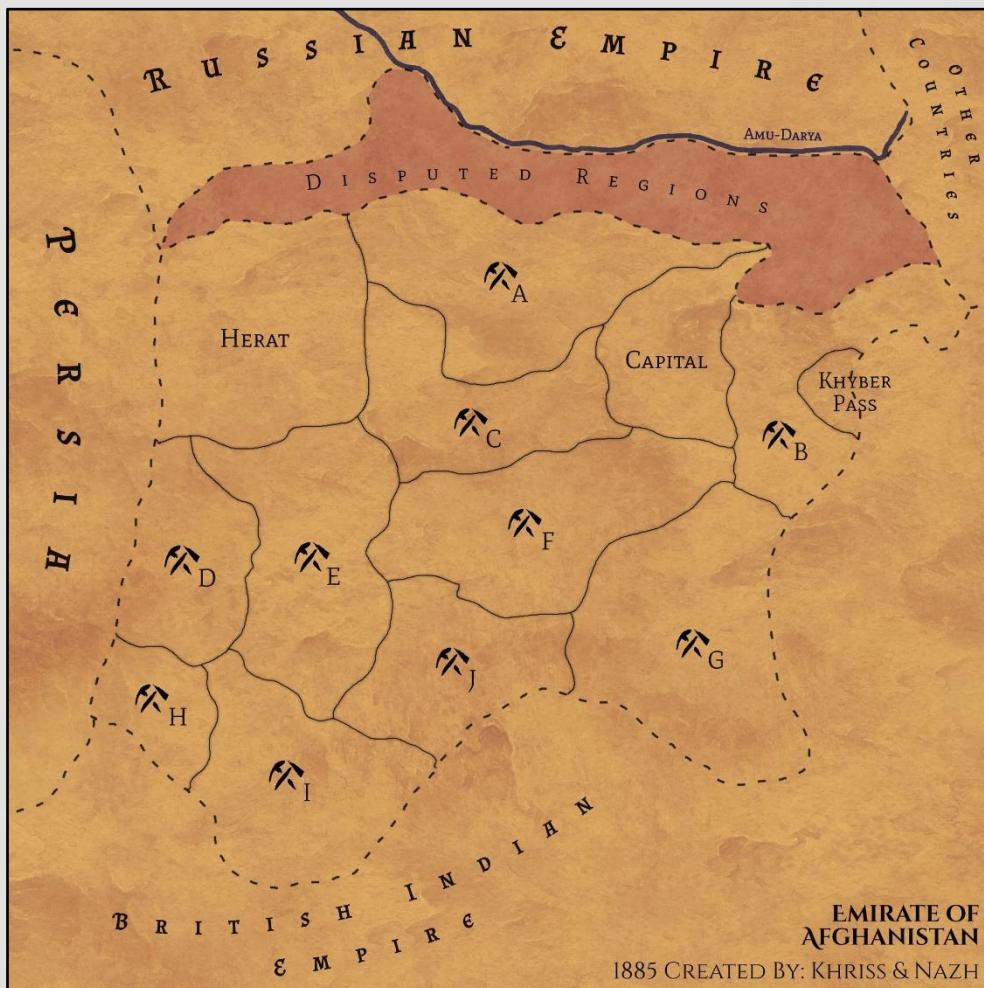 RUSSIAN EMPIRE
OTHER
COUNTRIES
AMU-DARYA
DISPUTED REGIONS
PERSIA
A
HERAT
CAPITAL
KHYBER
PASS
C
B
F
D
E
G
J
H
I
BRITISH INDIAN
EMPIRE
EMIRATE OF
AFGHANISTAN
1885 CREATED BY: KHRISS & NAZH